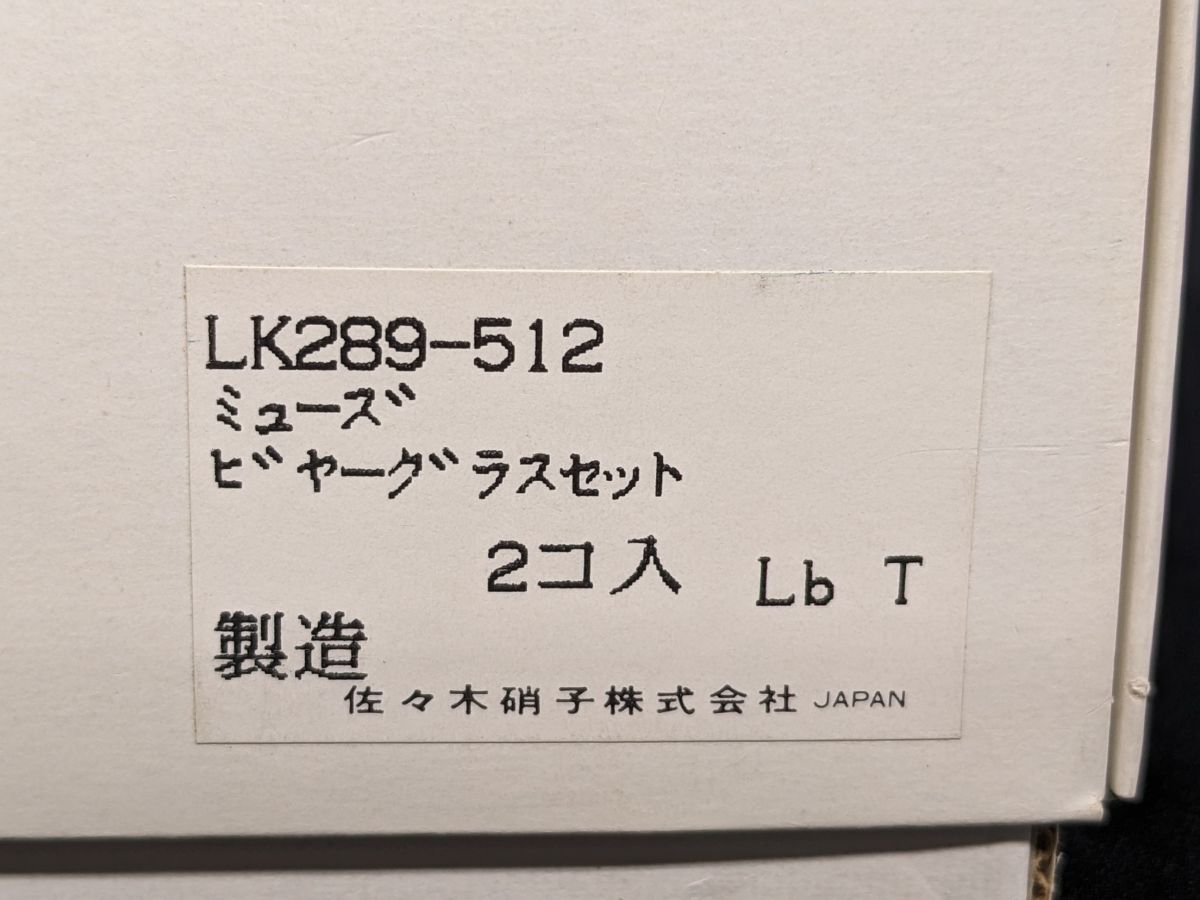 LK289-512
ミューズ
ビヤーグラスセット
2コ入 Lb T
製造
佐々木硝子株式会社 JAPAN